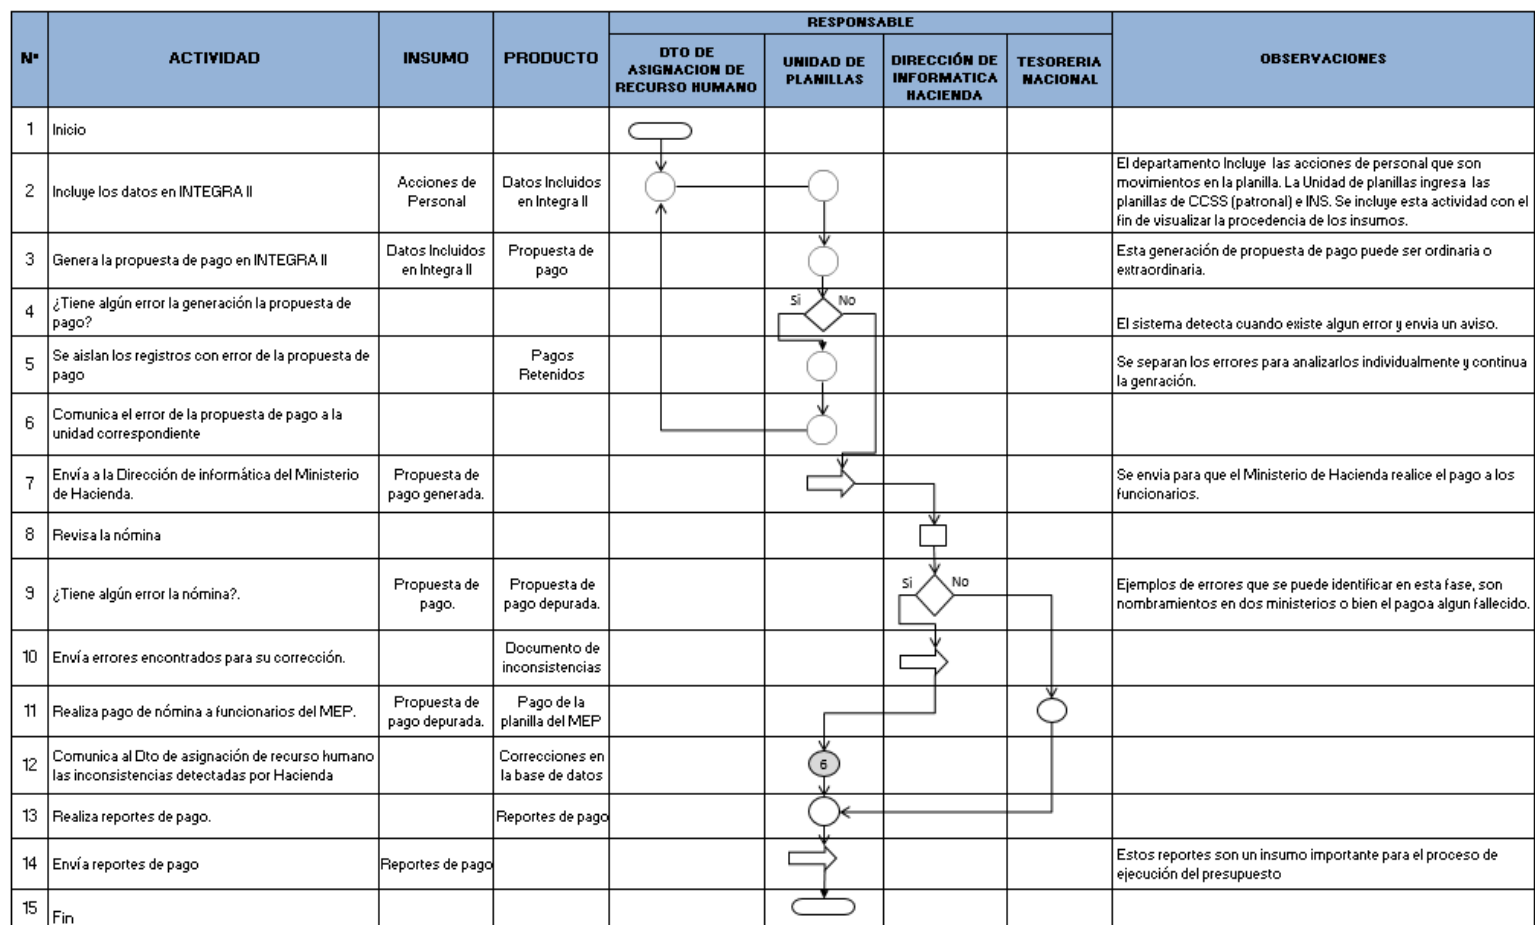 RESPONSABLE
Nº
ACTIVIDAD
INSUMO
PRODUCTO
DTO DE
ASIGNACION DE
RECURSO HUMANO
UNIDAD DE
PLANILLAS
DIRECCIÓN DE
INFORMATICA
HACIENDA
TESORERIA
NACIONAL
OBSERVACIONES
1
Inicio
2
Incluye los datos en INTEGRA II
Acciones de
Personal
Datos Incluidos
en Integra II
El departamento Incluye las acciones de personal que son
movimientos en la planilla. La Unidad de planillas ingresa las
planillas de CCSS (patronal) e INS. Se incluye esta actividad con el
fin de visualizar la procedencia de los insumos.
3
Genera la propuesta de pago en INTEGRA II
Datos Incluidos
en Integra II
Propuesta de
pago
Esta generación de propuesta de pago puede ser ordinaria o
extraordinaria.
4
¿Tiene algún error la generación la propuesta de
pago?
Si
No
El sistema detecta cuando existe algun error y envia un aviso.
5
Se aislan los registros con error de la propuesta de
pago
Pagos
Retenidos
Se separan los errores para analizarlos individualmente y continua
la genración.
6
Comunica el error de la propuesta de pago a la
unidad correspondiente
7
Envía a la Dirección de informática del Ministerio
de Hacienda.
Propuesta de
pago generada.
Se envia para que el Ministerio de Hacienda realice el pago a los
funcionarios.
8
Revisa la nómina
9
¿Tiene algún error la nómina?.
Propuesta de
pago.
Propuesta de
pago depurada.
Si
No
Ejemplos de errores que se puede identificar en esta fase, son
nombramientos en dos ministerios o bien el pagoa algun fallecido.
10
Envía errores encontrados para su corrección.
Documento de
inconsistencias
11
Realiza pago de nómina a funcionarios del MEP.
Propuesta de
pago depurada.
Pago de la
planilla del MEP
12
Comunica al Dto de asignación de recurso humano
las inconsistencias detectadas por Hacienda
Correcciones en
la base de datos
6
13
Realiza reportes de pago.
Reportes de pago
14
Envía reportes de pago
Reportes de pago
Estos reportes son un insumo importante para el proceso de
ejecución del presupuesto
15
Fin